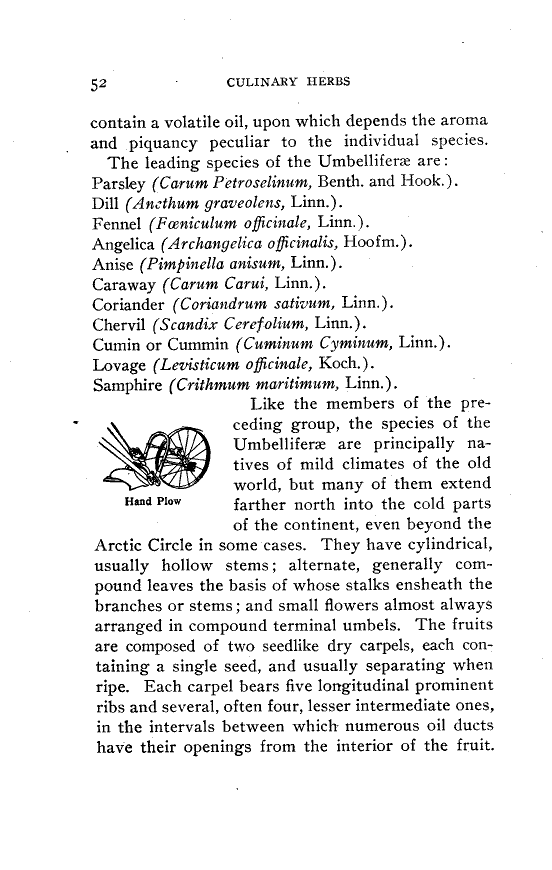 52 CULINARY HERBS
contain a volatile oil, upon which depends the aroma
and piquancy peculiar to the individual species.
The leading species of the Umbelliferæ are:
Parsley (Carum Petroselinum, Benth. and Hook.).
Dill (Anethum graveolens, Linn.).
Fennel (Fœniculum officinale, Linn.).
Angelica (Archangelica officinalis, Hoofm.).
Anise (Pimpinella anisum, Linn.).
Caraway (Carum Carui, Linn.).
Coriander (Coriandrum sativum, Linn.).
Chervil (Scandix Cerefolium, Linn.).
Cumin or Cummin (Cuminum Cyminum, Linn.).
Lovage (Levisticum officinale, Koch.).
Samphire (Crithmum maritimum, Linn.).
Like the members of the pre-
ceding group, the species of the
Umbelliferæ are principally na-
tives of mild climates of the old
world, but many of them extend
farther north into the cold parts
of the continent, even beyond the
Hand Plow
Arctic Circle in some cases. They have cylindrical,
usually hollow stems; alternate, generally com-
pound leaves the basis of whose stalks ensheath the
branches or stems; and small flowers almost always
arranged in compound terminal umbels. The fruits
are composed of two seedlike dry carpels, each con-
taining a single seed, and usually separating when
ripe. Each carpel bears five longitudinal prominent
ribs and several, often four, lesser intermediate ones,
in the intervals between which numerous oil ducts
have their openings from the interior of the fruit.